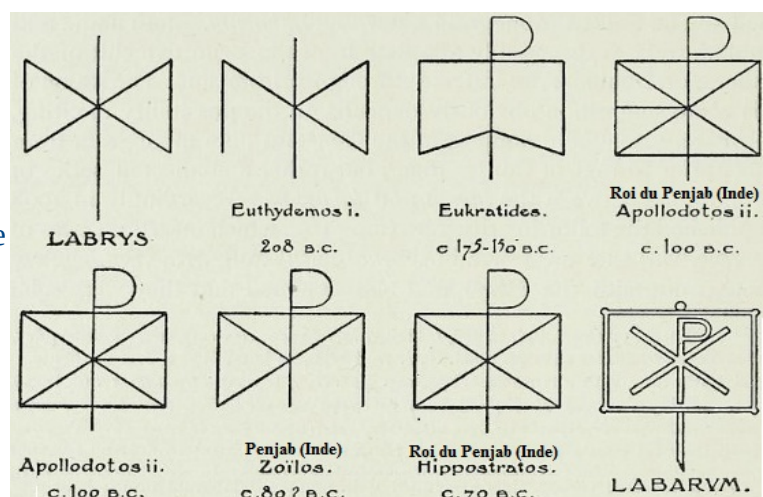 e
LABRYS
Euthydemos i.
208 B.C.
Eukratides.
c 175-150 B.C.
Roi du Penjab (Inde)
Apollodotos ii.
c.100 B.C.
Apollodotos ii.
c.100 B.C.
Penjab (Inde)
Zoïlos.
c.80? B.C.
Roi du Penjab (Inde)
Hippostratos.
c.70 B.C.
LABARVM.